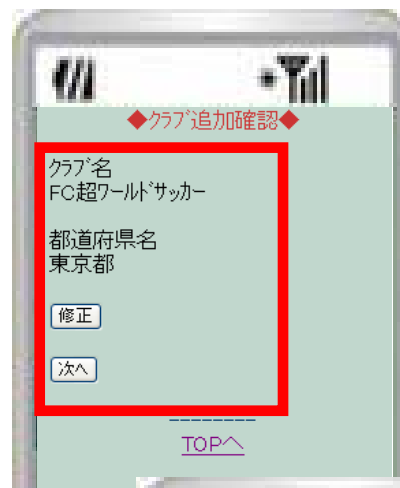 ◆クラブ追加確認◆
クラブ名
FC超ワールドサッカー
都道府県名
東京都
修正
次へ
--------
TOPへ